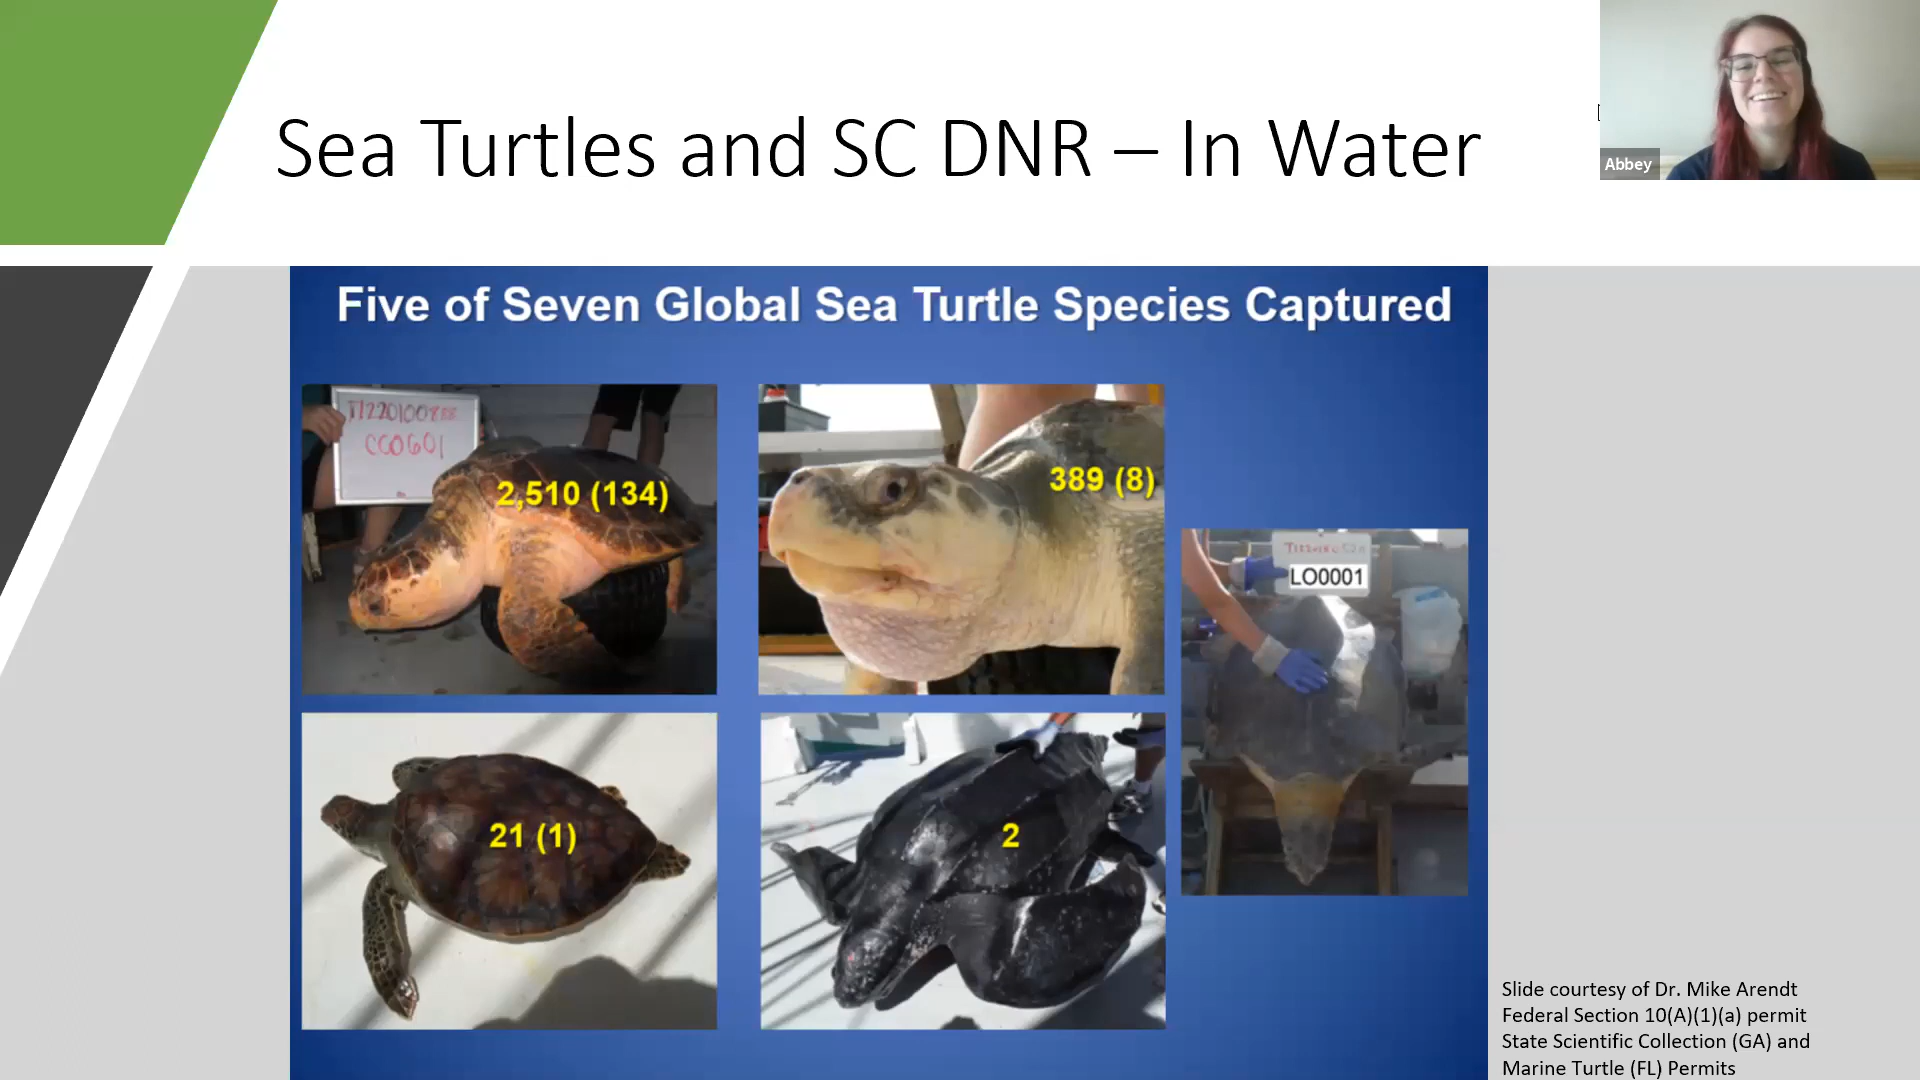 Sea Turtles and SC DNR – In Water
Abbey
Five of Seven Global Sea Turtle Species Captured
CC0601
2,510 (134)
389 (8)
LO0001
21 (1)
2
Slide courtesy of Dr. Mike Arendt
Federal Section 10(A)(1)(a) permit
State Scientific Collection (GA) and
Marine Turtle (FL) Permits